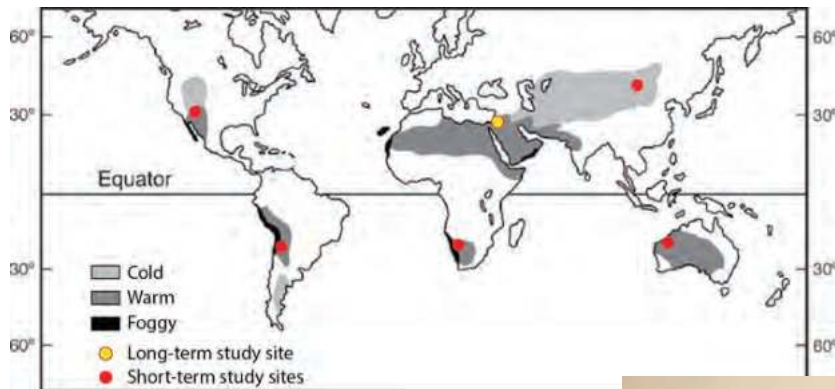 60° 60°
30° 30°
Equator
30° 30°
Cold
Warm
Foggy
60° 60°
Long-term study site
Short-term study sites